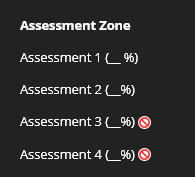 Assessment Zone
Assessment 1 (__ %)
Assessment 2 (__%)
Assessment 3 (__%)
Assessment 4 (__%)